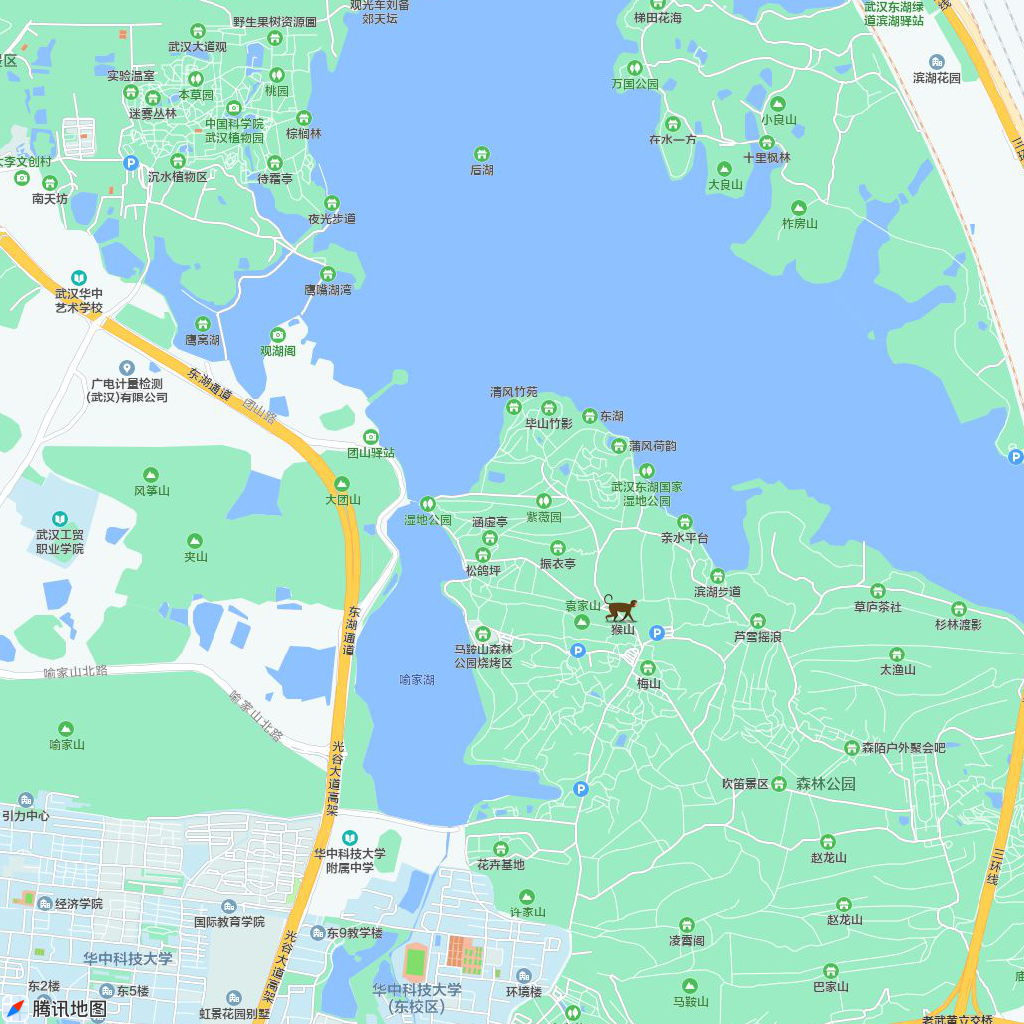 观光车刘备
郊天坛
野生果树资源圃
武汉大道观
景区
实验温室
本草园
桃园
迷雾丛林
中国科学院
武汉植物园
棕榈林
大李文创村
南天坊
沉水植物区
待霜亭
夜光步道
后湖
梯田花海
万国公园
在水一方
小良山
十里枫林
大良山
柞房山
武汉东湖绿
道滨湖驿站
滨湖花园
三环线
武汉华中
艺术学校
鹰嘴湖湾
鹰窝湖
观湖阁
广电计量检测
(武汉)有限公司
东湖通道
团山路
团山驿站
清风竹苑
毕山竹影
东湖
蒲风荷韵
武汉东湖国家
湿地公园
风筝山
大团山
湿地公园
紫薇园
涵虚亭
亲水平台
武汉工贸
职业学院
夹山
松鸽坪
振衣亭
滨湖步道
袁家山
猴山
草庐茶社
杉林渡影
芦雪摇浪
东湖通道
马鞍山森林
公园烧烤区
喻家湖
梅山
太渔山
喻家山北路
喻家山北路
喻家山
光谷大道高架
森陌户外聚会吧
吹笛景区
森林公园
引力中心
华中科技大学
附属中学
花卉基地
赵龙山
三环线
经济学院
国际教育学院
许家山
赵龙山
东9教学楼
凌霄阁
华中科技大学
光谷大道高架
东2楼
东5楼
华中科技大学
(东校区)
环境楼
马鞍山
巴家山
腾讯地图
虹景花园别墅
老武黄立交桥